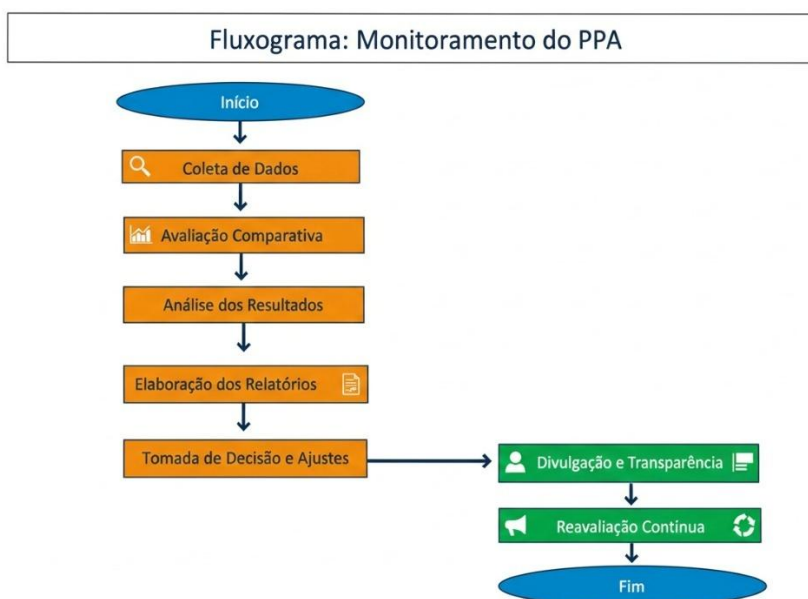 Fluxograma: Monitoramento do PPA
Início
Coleta de Dados
Avaliação Comparativa
Análise dos Resultados
Elaboração dos Relatórios
Tomada de Decisão e Ajustes
Divulgação e Transparência
Reavaliação Contínua
Fim